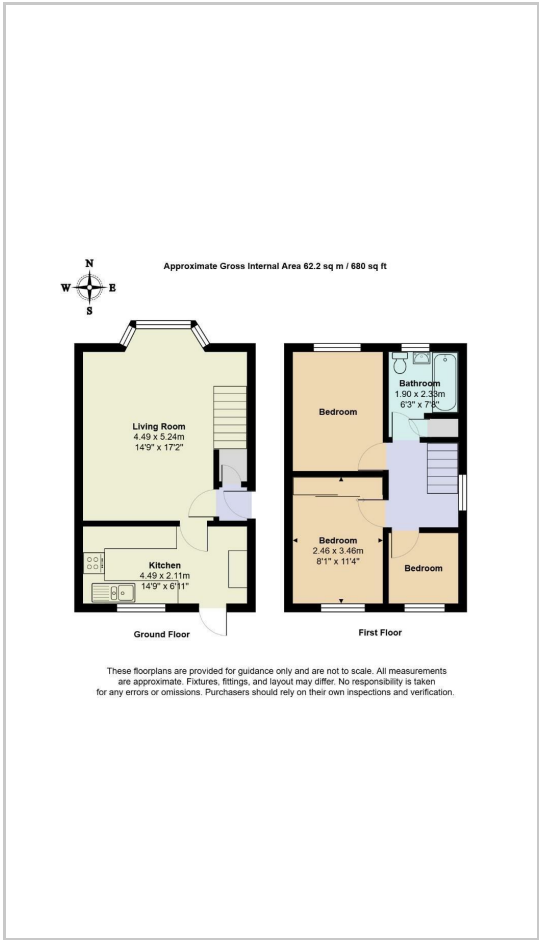 Approximate Gross Internal Area 62.2 sq m / 680 sq ft
N
W E
S
Living Room
4.49 x 5.24m
14'9" x 17'2"
Kitchen
4.49 x 2.11m
14'9" x 6'11"
Ground Floor
Bathroom
1.90 x 2.33m
6'3" x 7'8"
Bedroom
Bedroom
2.46 x 3.46m
8'1" x 11'4"
Bedroom
First Floor
These floorplans are provided for guidance only and are not to scale. All measurements
are approximate. Fixtures, fittings, and layout may differ. No responsibility is taken
for any errors or omissions. Purchasers should rely on their own inspections and verification.